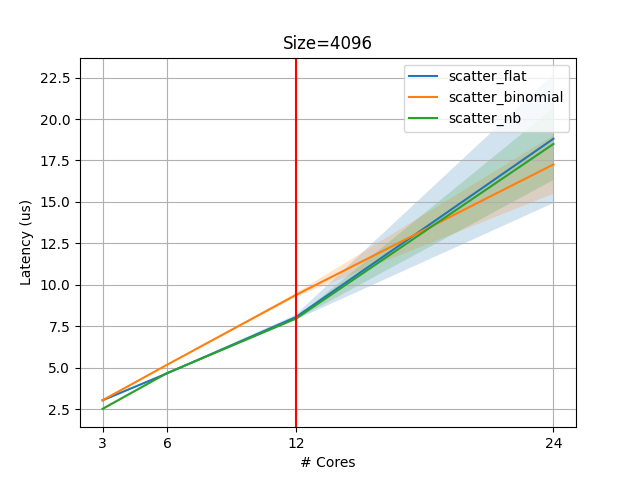 Size=4096
scatter_flat
scatter_binomial
scatter_nb
Latency (us)
22.5
20.0
17.5
15.0
12.5
10.0
7.5
5.0
2.5
3 6 12 24
# Cores